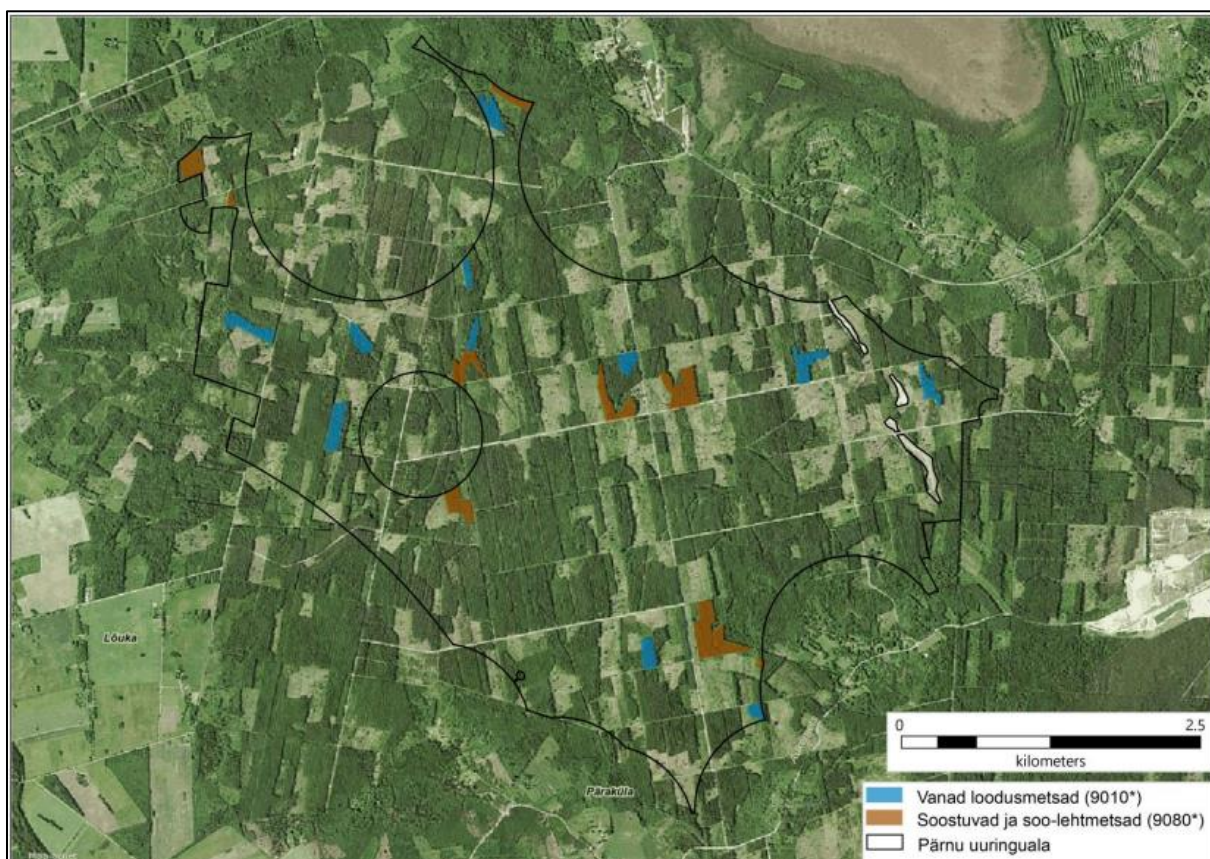 Lõuka
Päraküla
0 2.5
kilometers
Vanad loodusmetsad (9010*)
Soostuvad ja soo-lehtmetsad (9080*)
Pärnu uuringuala